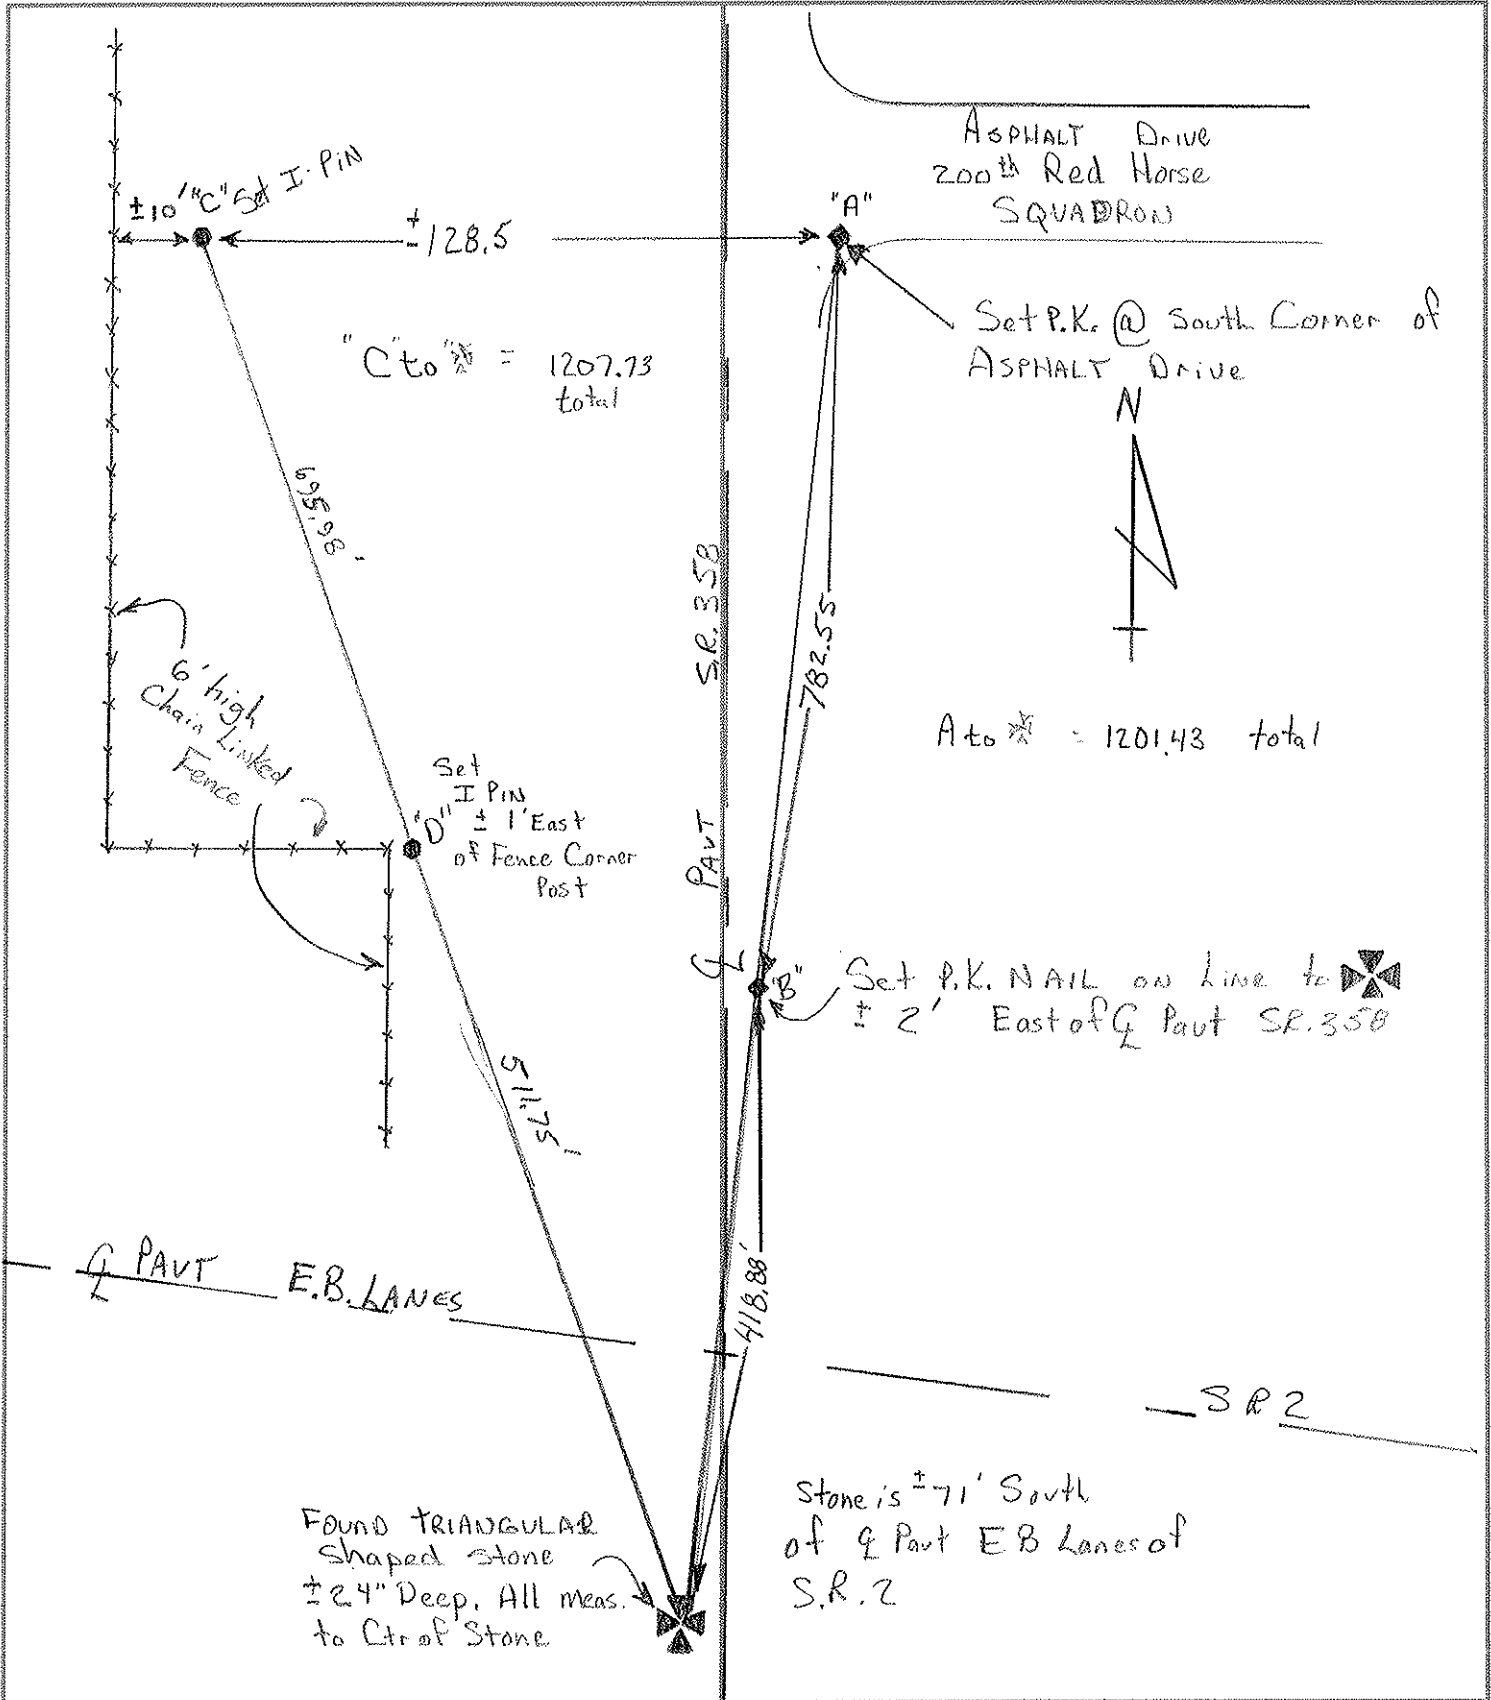 ASPHALT Drive
200th Red Horse
SQUADRON
±10' "C" Set I-PiN
± 128.5
"A"
Set P.K. @ South Corner of
ASPHALT Drive
"C" to = 1207.73
total
N
695.98'
S.R. 358
782.55
6' high
Chain Linked
Fence
A to = 1201.43 total
Set
I PIN
"D" ± 1' East
of Fence Corner
Post
PAVT
℄
"B"
Set P.K. NAIL on Line to
± 2' East of ℄ Pavt SR. 358
511.75'
℄ PAVT E.B. LANES
418.88'
SR 2
FOUND TRIANGULAR
Shaped stone
±24" Deep. All meas.
to Ctr of Stone
Stone is ± 71' South
of ℄ Pavt EB Lanes of
S.R. 2